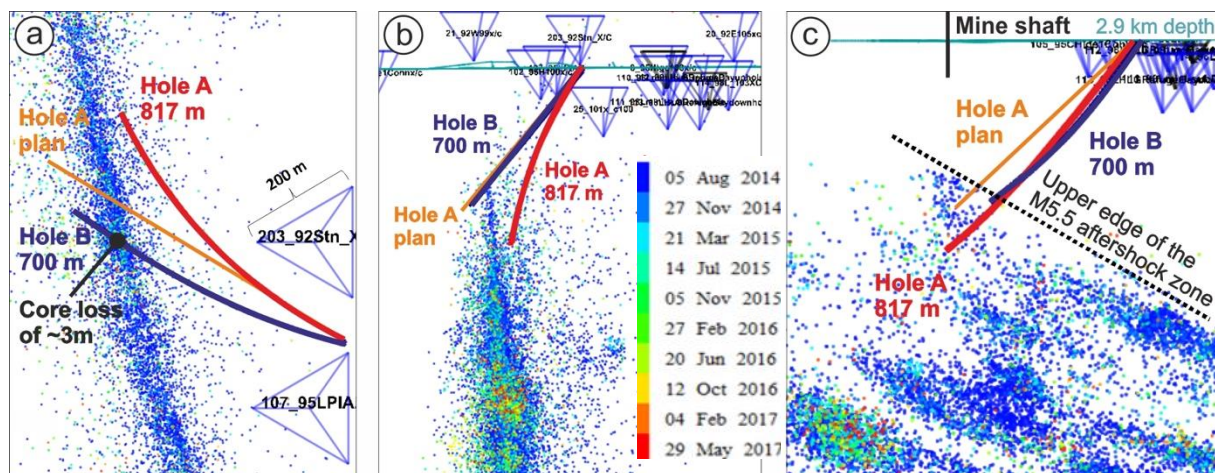 a
Hole A
817 m
Hole A
plan
200 m
203_92Stn_X
Hole B
700 m
Core loss
of ~3m
107_95LPIA
b
21_92W99x/c
203_92Stn_X/C
20_92E105xc
Hole B
700 m
25_101x_c100
Hole A
817 m
Hole A
plan
05 Aug 2014
27 Nov 2014
21 Mar 2015
14 Jul 2015
05 Nov 2015
27 Feb 2016
20 Jun 2016
12 Oct 2016
04 Feb 2017
29 May 2017
c
Mine shaft
2.9 km depth
Hole A
plan
Hole B
700 m
Upper edge of the
M5.5 aftershock zone
Hole A
817 m